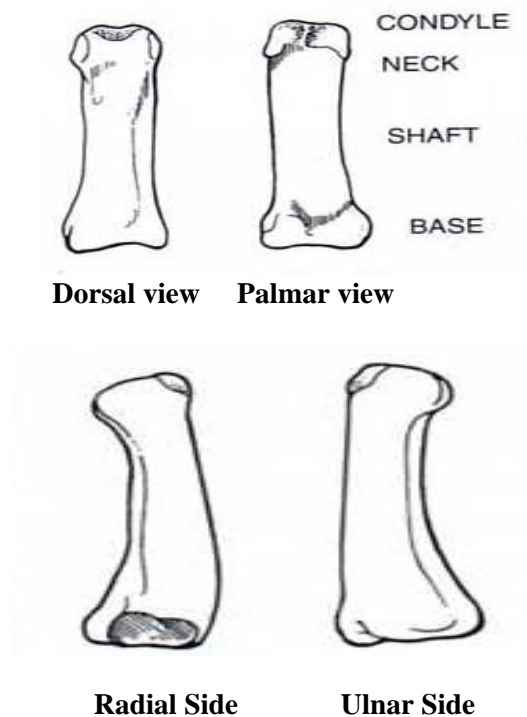 CONDYLE
NECK
SHAFT
BASE
Dorsal view Palmar view
Radial Side Ulnar Side